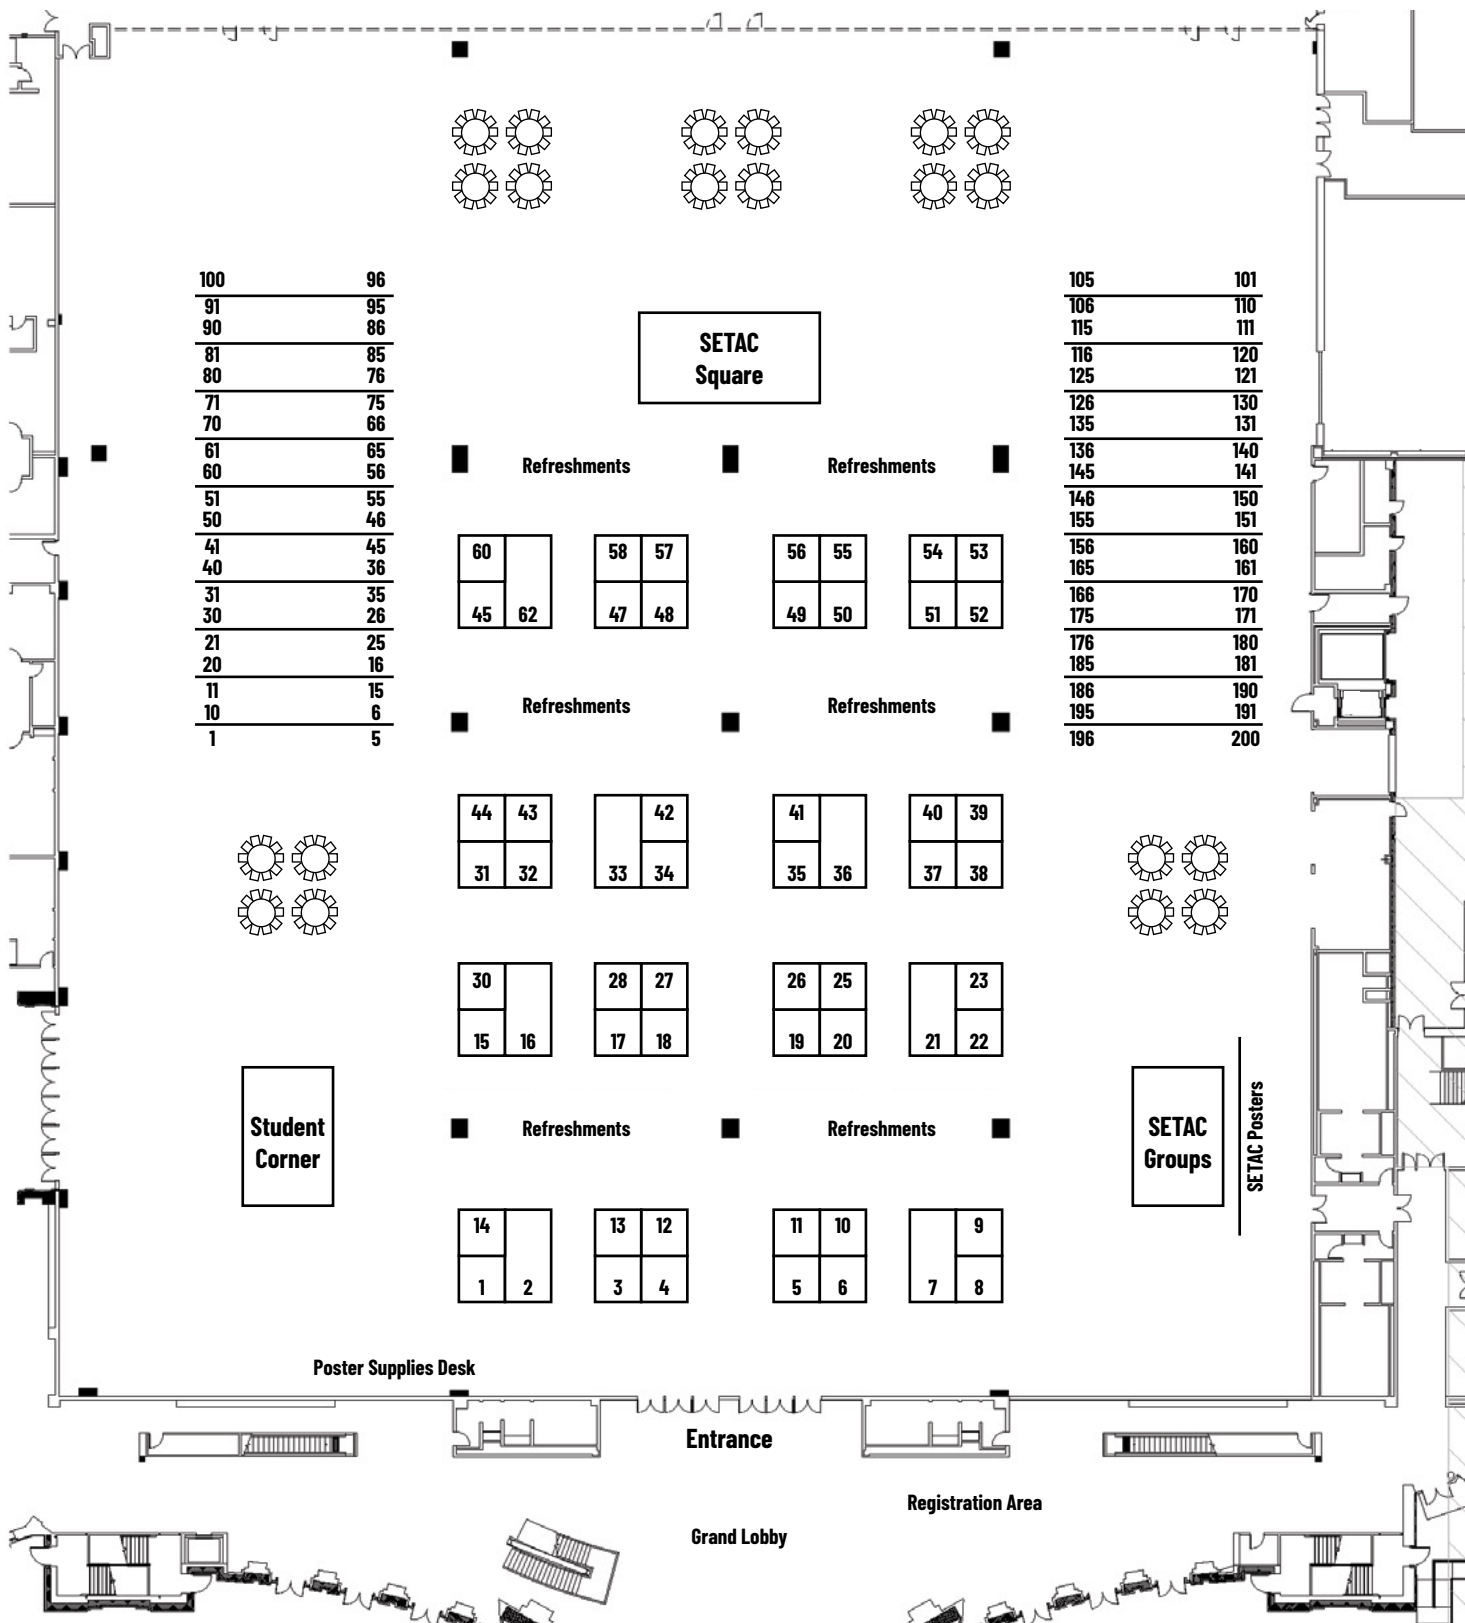 100 96
91 95
90 86
81 85
80 76
71 75
70 66
61 65
60 56
51 55
50 46
41 45
40 36
31 35
30 26
21 25
20 16
11 15
10 6
1 5
SETAC
Square
105 101
106 110
115 111
116 120
125 121
126 130
135 131
136 140
145 141
146 150
155 151
156 160
165 161
166 170
175 171
176 180
185 181
186 190
195 191
196 200
Refreshments Refreshments
60 58 57 56 55 54 53
45 62 47 48 49 50 51 52
Refreshments Refreshments
44 43 42 41 40 39
31 32 33 34 35 36 37 38
30 28 27 26 25 23
15 16 17 18 19 20 21 22
Student
Corner
Refreshments Refreshments
SETAC
Groups
SETAC Posters
14 13 12 11 10 9
1 2 3 4 5 6 7 8
Poster Supplies Desk
Entrance
Registration Area
Grand Lobby